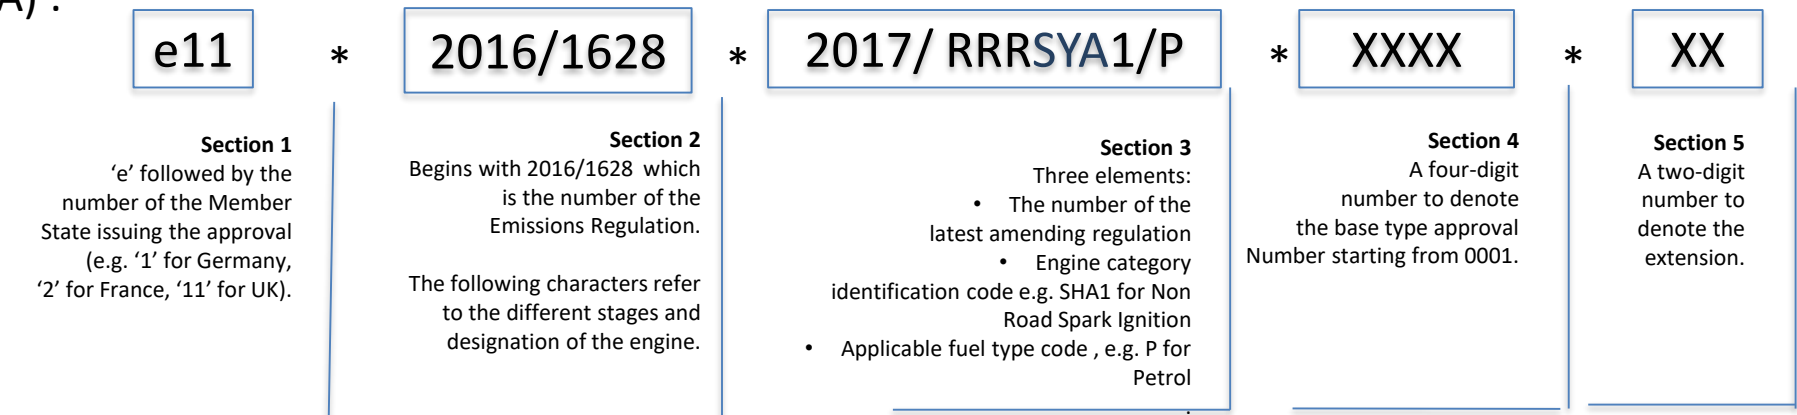 A) :
e11 * 2016/1628 * 2017/ RRRSYA1/P * XXXX * XX
Section 1
‘e’ followed by the
number of the Member
State issuing the approval
(e.g. ‘1’ for Germany,
‘2’ for France, ‘11’ for UK).
Section 2
Begins with 2016/1628 which
is the number of the
Emissions Regulation.
The following characters refer
to the different stages and
designation of the engine.
Section 3
Three elements:
• The number of the
latest amending regulation
• Engine category
identification code e.g. SHA1 for Non
Road Spark Ignition
• Applicable fuel type code , e.g. P for
Petrol
.
Section 4
A four-digit
number to denote
the base type approval
Number starting from 0001.
Section 5
A two-digit
number to
denote the
extension.